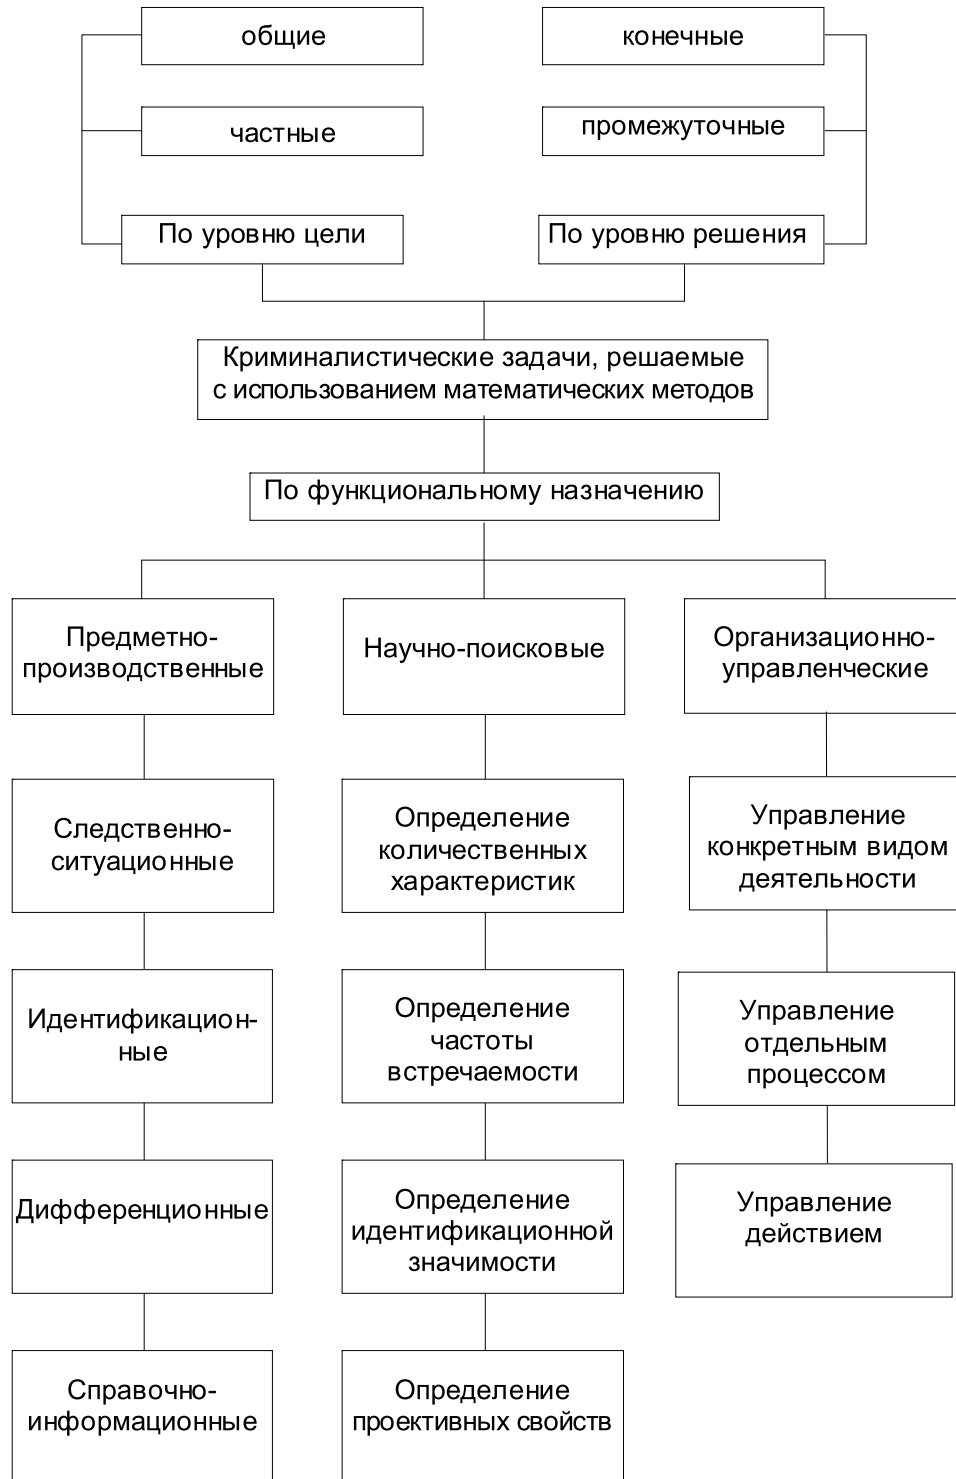 общие
конечные
частные
промежуточные
По уровню цели
По уровню решения
Криминалистические задачи, решаемые
с использованием математических методов
По функциональному назначению
Предметно-
производственные
Научно-поисковые
Организационно-
управленческие
Следственно-
ситуационные
Определение
количественных
характеристик
Управление
конкретным видом
деятельности
Идентификацион-
ные
Определение
частоты
встречаемости
Управление
отдельным
процессом
Дифференционные
Определение
идентификационной
значимости
Управление
действием
Справочно-
информационные
Определение
проективных свойств